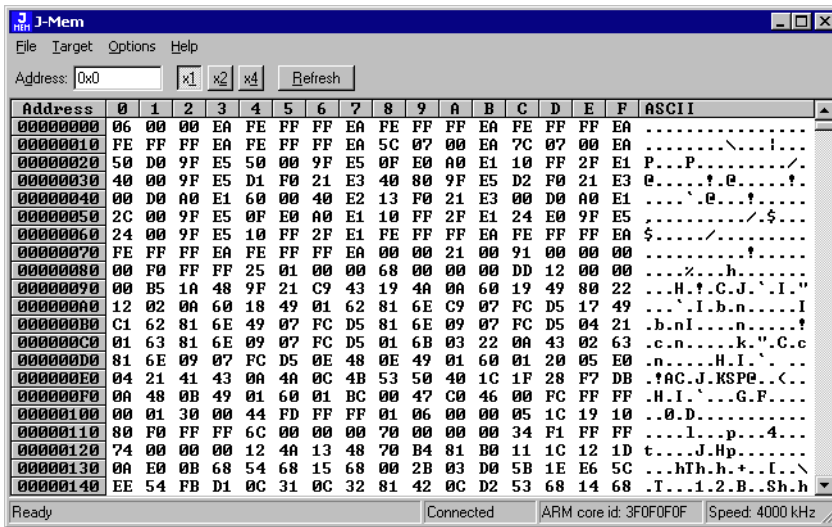 J-Mem
File Target Options Help
Address: 0x0 x1 x2 x4 Refresh
Address 0 1 2 3 4 5 6 7 8 9 A B C D E F ASCII
00000000 06 00 00 EA FE FF FF EA FE FF FF EA FE FF FF EA ................
00000010 FE FF FF EA FE FF FF EA 5C 07 00 EA 7C 07 00 EA ........\...|...
00000020 50 D0 9F E5 50 00 9F E5 0F E0 A0 E1 10 FF 2F E1 P...P........./.
00000030 40 00 9F E5 D1 F0 21 E3 40 80 9F E5 D2 F0 21 E3 @.....!.@.....!.
00000040 00 D0 A0 E1 60 00 40 E2 13 F0 21 E3 00 D0 A0 E1 ....`.@...!.....
00000050 2C 00 9F E5 0F E0 A0 E1 10 FF 2F E1 24 E0 9F E5 ,........./.$...
00000060 24 00 9F E5 10 FF 2F E1 FE FF FF EA FE FF FF EA $...../.........
00000070 FE FF FF EA FE FF FF EA 00 00 21 00 91 00 00 00 ..........!.....
00000080 00 F0 FF FF 25 01 00 00 68 00 00 00 DD 12 00 00 ....%...h.......
00000090 00 B5 1A 48 9F 21 C9 43 19 4A 0A 60 19 49 80 22 ...H.!.C.J.`.I."
000000A0 12 02 0A 60 18 49 01 62 81 6E C9 07 FC D5 17 49 ...`.I.b.n.....I
000000B0 C1 62 81 6E 49 07 FC D5 81 6E 09 07 FC D5 04 21 .b.nI....n.....!
000000C0 01 63 81 6E 09 07 FC D5 01 6B 03 22 0A 43 02 63 .c.n.....k.".C.c
000000D0 81 6E 09 07 FC D5 0E 48 0E 49 01 60 01 20 05 E0 .n.....H.I.`. ..
000000E0 04 21 41 43 0A 4A 0C 4B 53 50 40 1C 1F 28 F7 DB .!AC.J.KSP@..(..
000000F0 0A 48 0B 49 01 60 01 BC 00 47 C0 46 00 FC FF FF .H.I.`...G.F....
00000100 00 01 30 00 44 FD FF FF 01 06 00 00 05 1C 19 10 ..0.D...........
00000110 80 F0 FF FF 6C 00 00 00 70 00 00 00 34 F1 FF FF ....l...p...4...
00000120 74 00 00 00 12 4A 13 48 70 B4 81 B0 11 1C 12 1D t....J.Hp.......
00000130 0A E0 0B 68 54 68 15 68 00 2B 03 D0 5B 1E E6 5C ...hTh.h.+..[..\
00000140 EE 54 FB D1 0C 31 0C 32 81 42 0C D2 53 68 14 68 .T...1.2.B..Sh.h
Ready Connected ARM core id: 3F0F0F0F Speed: 4000 kHz